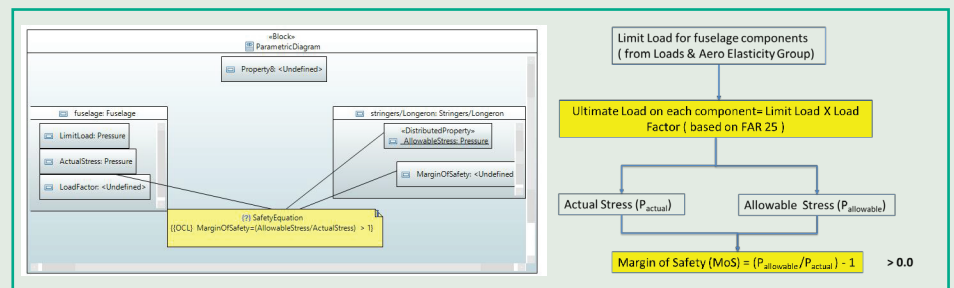 «Block»
ParametricDiagram
Property8: <Undefined>
fuselage: Fuselage
LimitLoad: Pressure
ActualStress: Pressure
LoadFactor: <Undefined>
stringers/Longeron: Stringers/Longeron
«DistributedProperty»
AllowableStress: Pressure
MarginOfSafety: <Undefined
(?) SafetyEquation
{{OCL} MarginOfSafety=(AllowableStress/ActualStress) > 1}
Limit Load for fuselage components
( from Loads & Aero Elasticity Group)
Ultimate Load on each component= Limit Load X Load
Factor ( based on FAR 25 )
Actual Stress (Pactual)
Allowable Stress (Pallowable)
Margin of Safety (MoS) = (Pallowable/Pactual) - 1 > 0.0